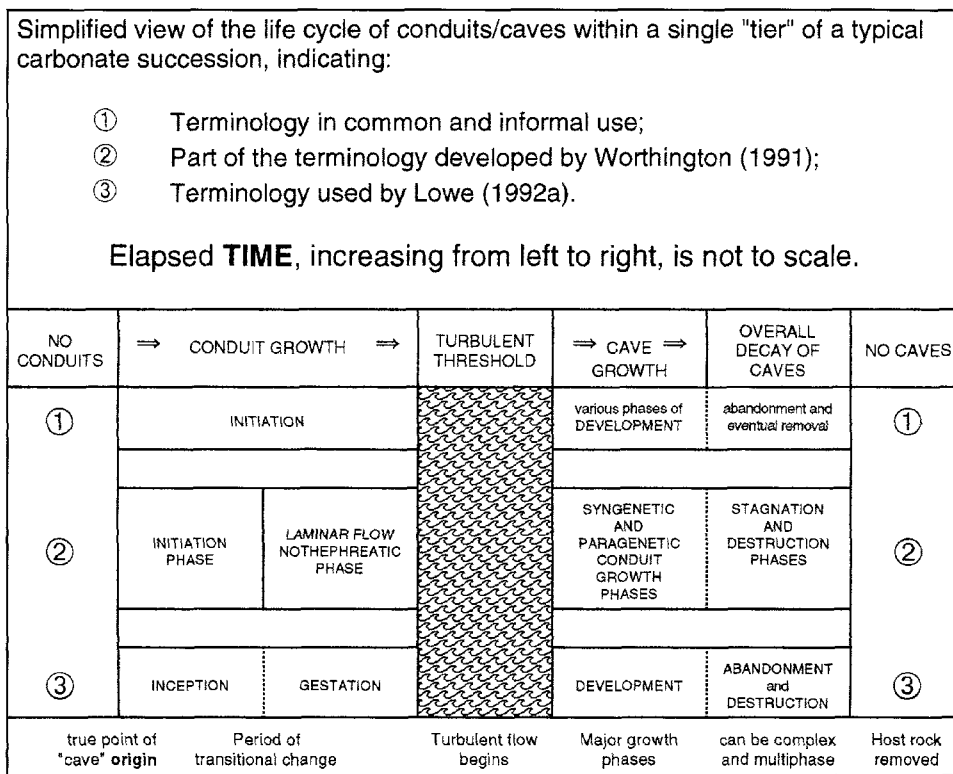 Simplified view of the life cycle of conduits/caves within a single "tier" of a typical
carbonate succession, indicating:
① Terminology in common and informal use;
② Part of the terminology developed by Worthington (1991);
③ Terminology used by Lowe (1992a).
Elapsed TIME, increasing from left to right, is not to scale.
NO
CONDUITS
⇒ CONDUIT GROWTH ⇒
TURBULENT
THRESHOLD
⇒ CAVE ⇒
GROWTH
OVERALL
DECAY OF
CAVES
NO CAVES
①
INITIATION
various phases of
DEVELOPMENT
abandonment and
eventual removal
①
②
INITIATION
PHASE
LAMINAR FLOW
NOTHEPHREATIC
PHASE
SYNGENETIC
AND
PARAGENETIC
CONDUIT
GROWTH
PHASES
STAGNATION
AND
DESTRUCTION
PHASES
②
③
INCEPTION
GESTATION
DEVELOPMENT
ABANDONMENT
and
DESTRUCTION
③
true point of
"cave" origin
Period of
transitional change
Turbulent flow
begins
Major growth
phases
can be complex
and multiphase
Host rock
removed